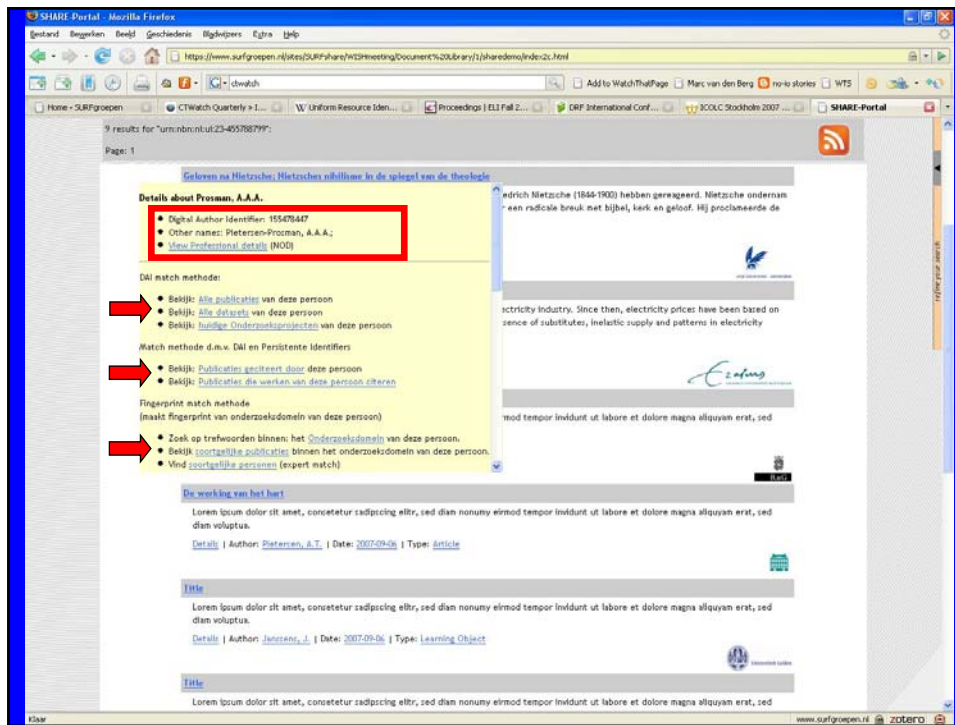 SHARE-Portal - Mozilla Firefox
Bestand Bewerken Beeld Geschiedenis Bladwijzers Extra Help
https://www.surfgroepen.nl/sites/SURFshare/WISHmeeting/Document%20Library/1/sharedemo/index2c.html
ctwatch
Add to WatchThatPage Marc van den Berg no-io stories WTS
Home - SURFgroepen CTWatch Quarterly » I... Uniform Resource Iden... Proceedings | ELI Fall 2... DRF International Conf... ICOLC Stockholm 2007 ... SHARE-Portal
9 results for "urn:nbn:nl:ut:23-455788799":
Page: 1
Geloven na Nietzsche; Nietzsches nihilisme in de spiegel van de theologie
edrich Nietzsche (1844-1900) hebben gereageerd. Nietzsche ondernam
een radicale breuk met bijbel, kerk en geloof. Hij proclameerde de
Details about Prosman, A.A.A.
Digital Author Identifier: 155478447
Other names: Pietersen-Prosman, A.A.A.;
View Professional details (NOD)
DAI match methode:
Bekijk: Alle publicaties van deze persoon
Bekijk: Alle datasets van deze persoon
Bekijk: huidige Onderzoeksprojecten van deze persoon
Match methode d.m.v. DAI en Persistente Identifiers
Bekijk: Publicaties geciteert door deze persoon
Bekijk: Publicaties die werken van deze persoon citeren
Fingerprint match methode
(maakt fingerprint van onderzoeksdomein van deze persoon)
Zoek op trefwoorden binnen: het Onderzoeksdomein van deze persoon.
Bekijk soortgelijke publicaties binnen het onderzoeksdomein van deze persoon.
Vind soortgelijke personen (expert match)
refine your search
ectricity industry. Since then, electricity prices have been based on
sence of substitutes, inelastic supply and patterns in electricity
Erafmg
rmod tempor invidunt ut labore et dolore magna aliquyam erat, sed
RuG
De werking van het hart
Lorem ipsum dolor sit amet, consetetur sadipscing elitr, sed diam nonumy eirmod tempor invidunt ut labore et dolore magna aliquyam erat, sed
diam voluptua.
Details | Author: Pietersen, A.T. | Date: 2007-09-06 | Type: Article
Title
Lorem ipsum dolor sit amet, consetetur sadipscing elitr, sed diam nonumy eirmod tempor invidunt ut labore et dolore magna aliquyam erat, sed
diam voluptua.
Details | Author: Janssens, J. | Date: 2007-09-06 | Type: Learning Object
Title
Lorem ipsum dolor sit amet, consetetur sadipscing elitr, sed diam nonumy eirmod tempor invidunt ut labore et dolore magna aliquyam erat, sed
Klaar
www.surfgroepen.nl zotero